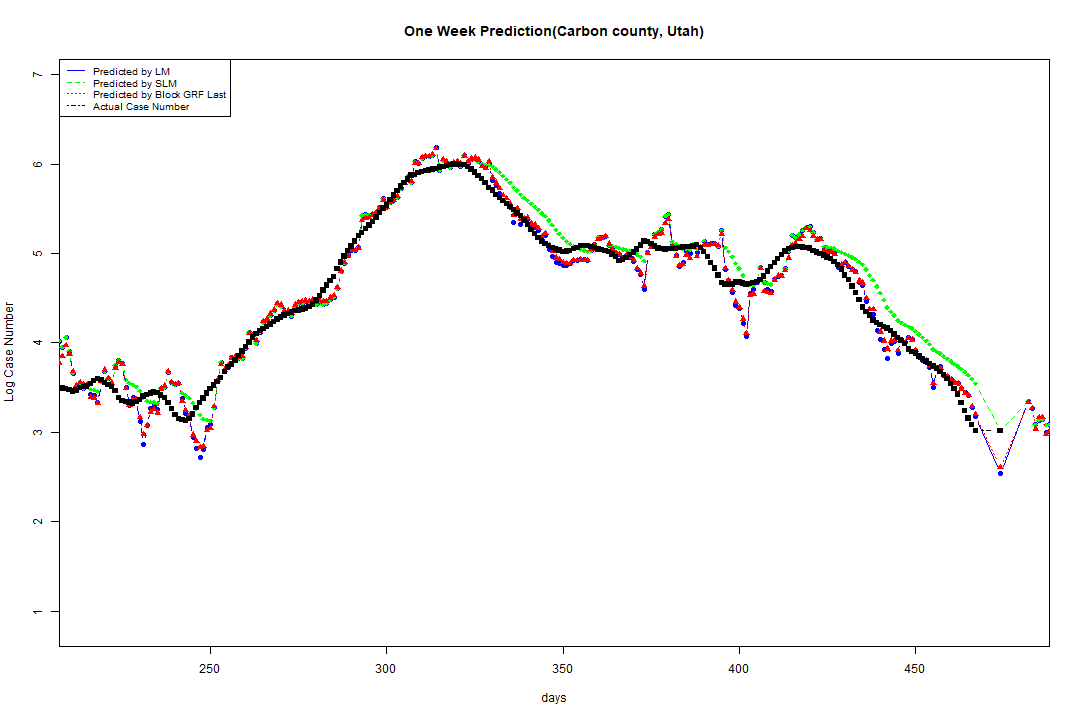 One Week Prediction(Carbon county, Utah)
Predicted by LM
Predicted by SLM
Predicted by Block GRF Last
Actual Case Number
7
6
5
4
3
2
1
Log Case Number
250 300 350 400 450
days